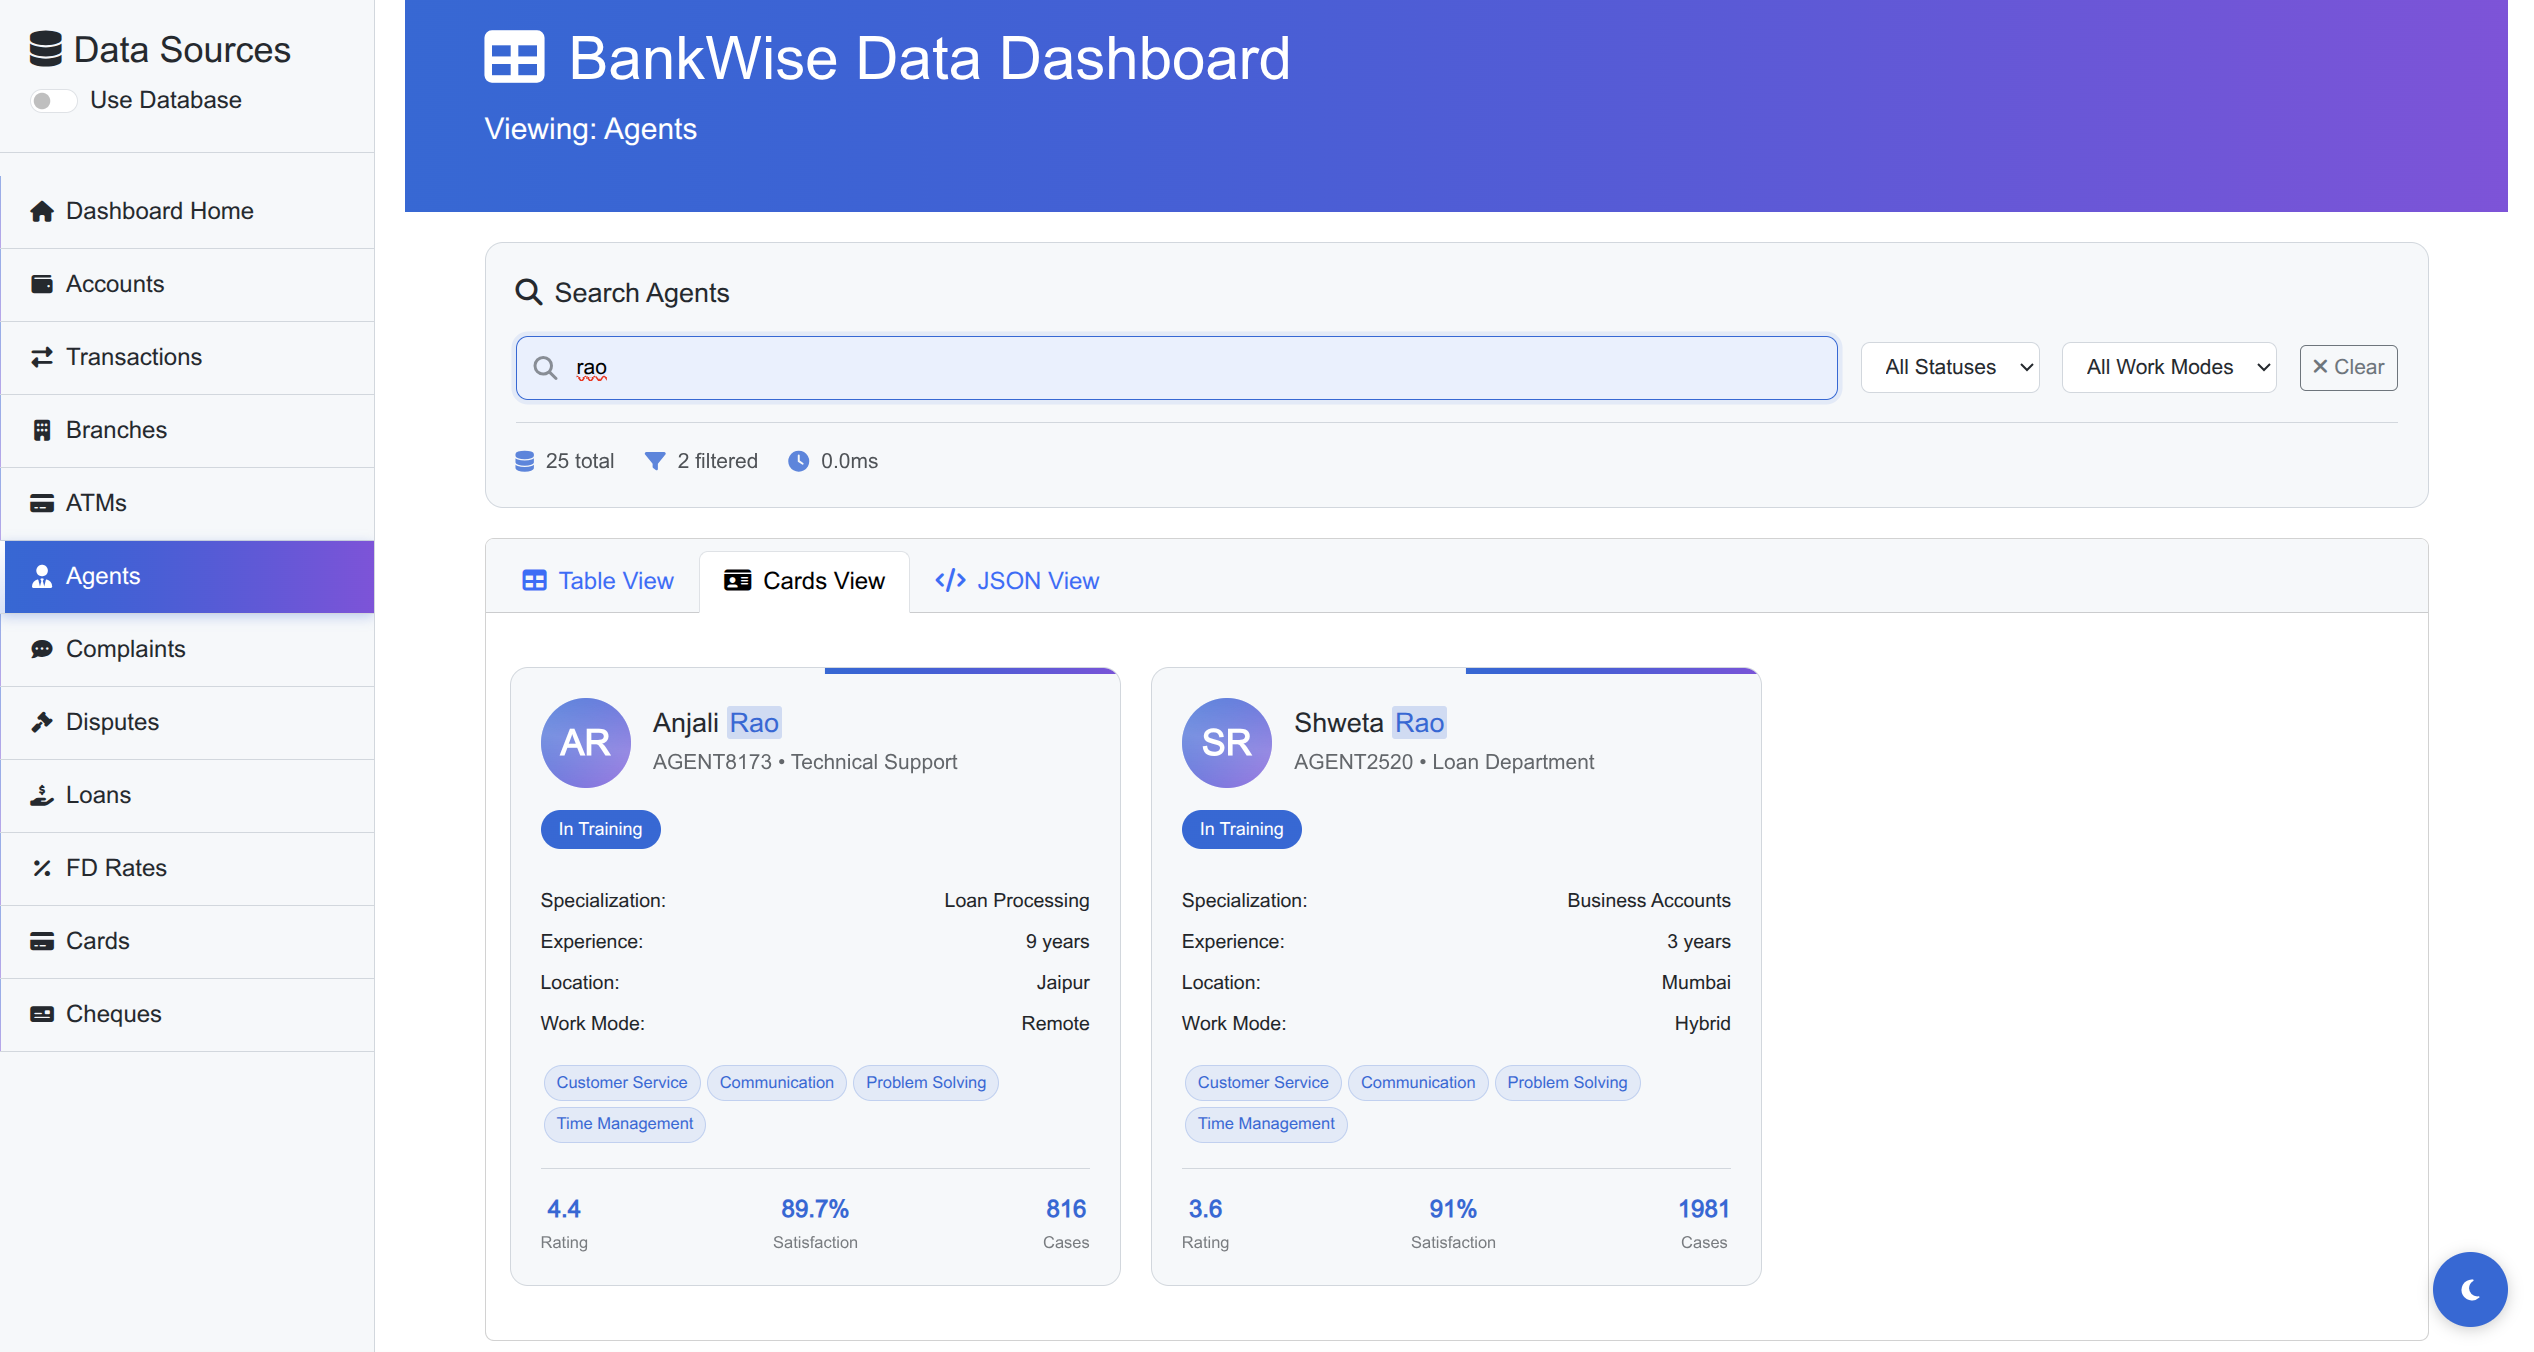 Data Sources
Use Database
Dashboard Home
Accounts
Transactions
Branches
ATMs
Agents
Complaints
Disputes
Loans
FD Rates
Cards
Cheques
BankWise Data Dashboard
Viewing: Agents
Search Agents
rao
All Statuses
All Work Modes
Clear
25 total 2 filtered 0.0ms
Table View Cards View JSON View
AR
Anjali Rao
AGENT8173 • Technical Support
In Training
Specialization: Loan Processing
Experience: 9 years
Location: Jaipur
Work Mode: Remote
Customer Service Communication Problem Solving
Time Management
4.4 89.7% 816
Rating Satisfaction Cases
SR
Shweta Rao
AGENT2520 • Loan Department
In Training
Specialization: Business Accounts
Experience: 3 years
Location: Mumbai
Work Mode: Hybrid
Customer Service Communication Problem Solving
Time Management
3.6 91% 1981
Rating Satisfaction Cases